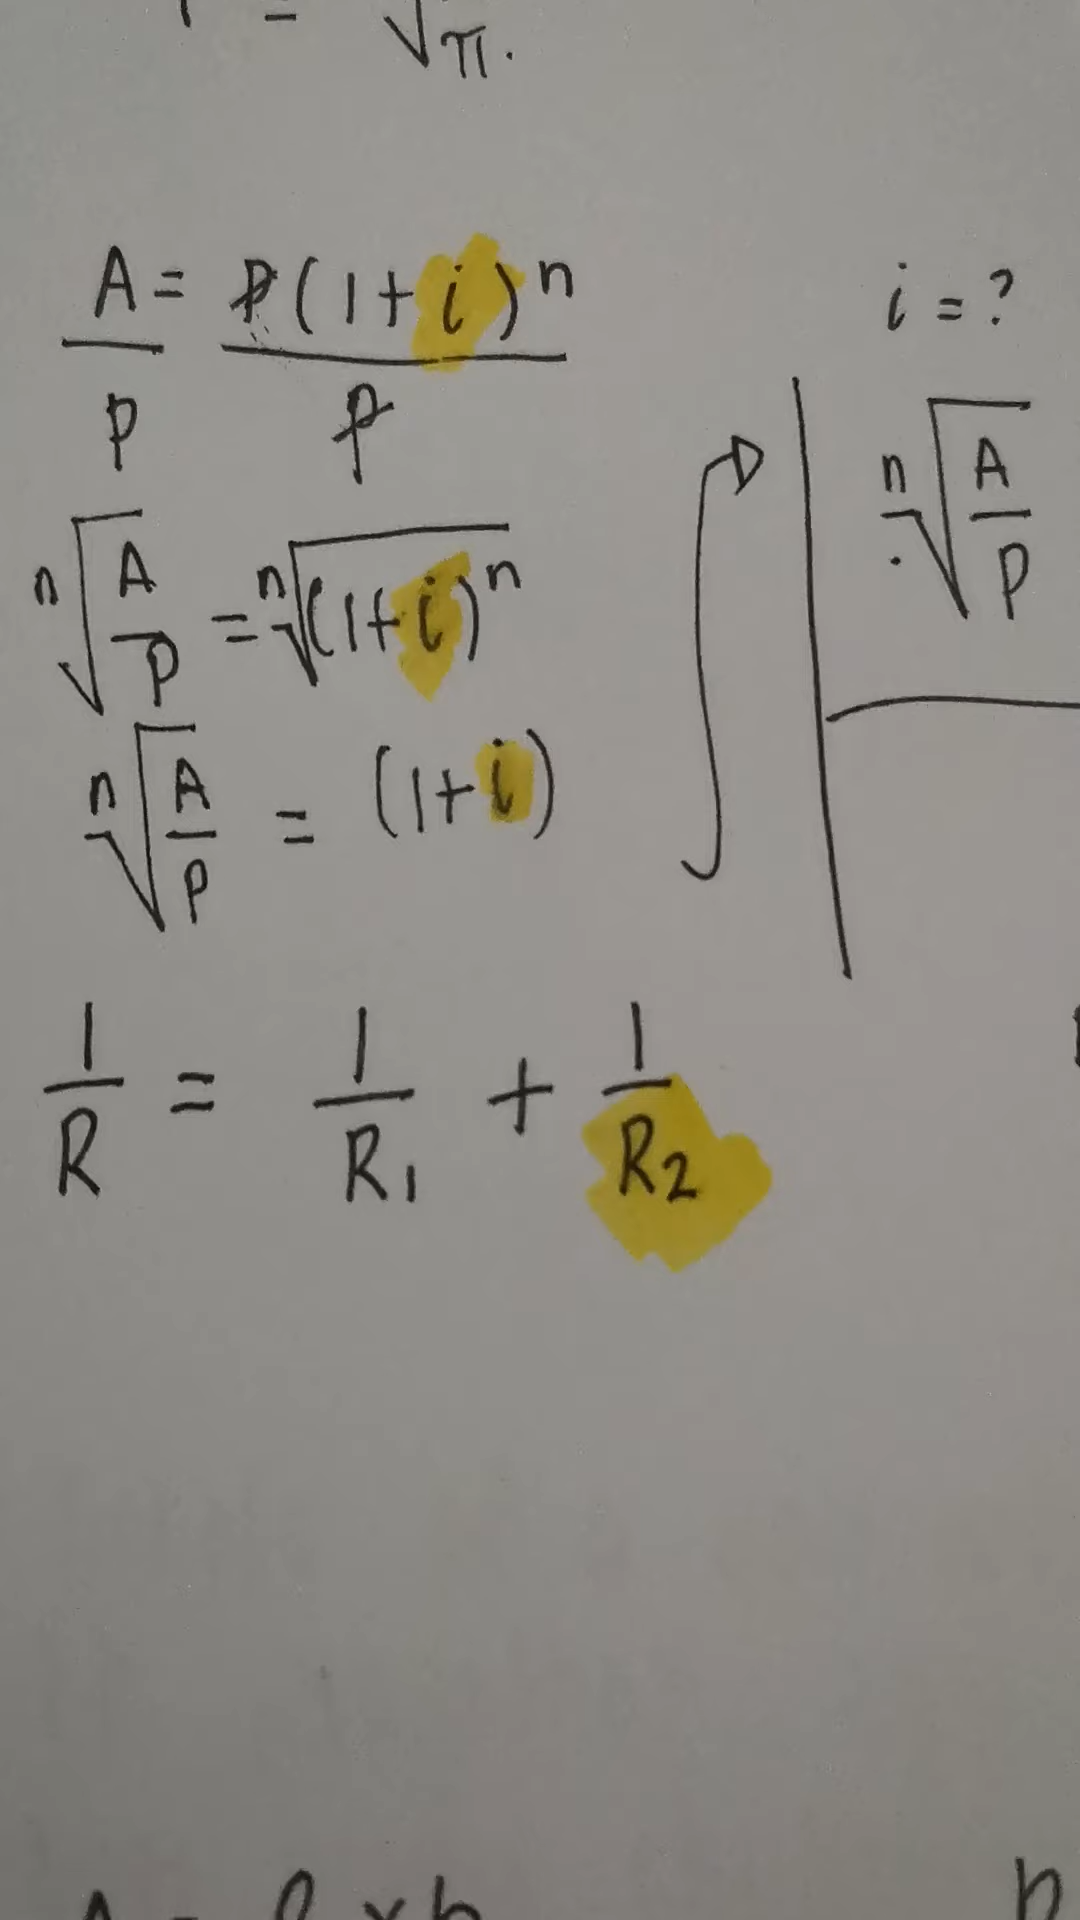 = √π.
A = P(1+i)ⁿ
P P
ⁿ√(A/P) = ⁿ√((1+i)ⁿ)
ⁿ√(A/P) = (1+i)
i = ?
ⁿ√(A/P)
1/R = 1/R₁ + 1/R₂